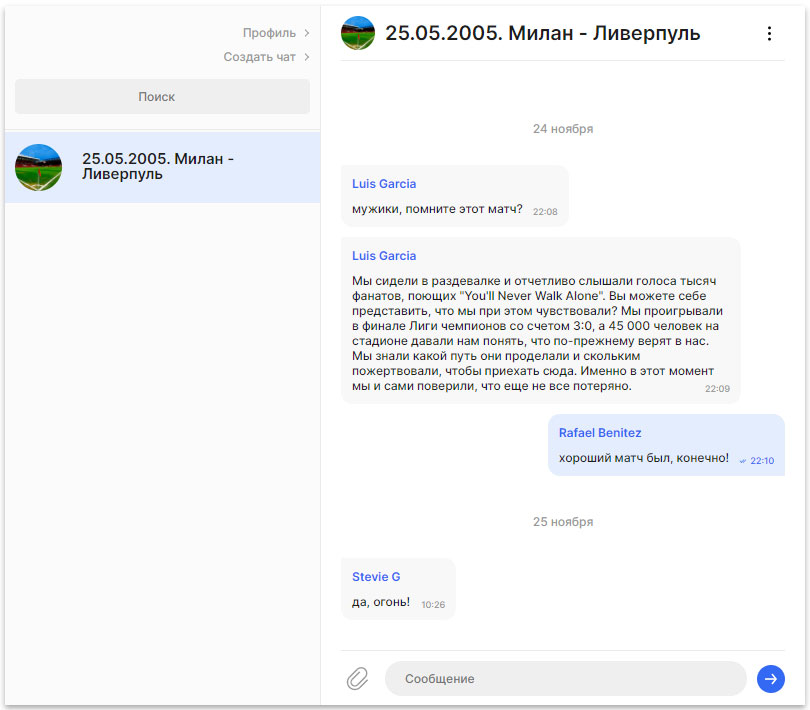 Профиль
Создать чат
Поиск
25.05.2005. Милан -
Ливерпуль
25.05.2005. Милан - Ливерпуль
24 ноября
Luis Garcia
мужики, помните этот матч? 22:08
Luis Garcia
Мы сидели в раздевалке и отчетливо слышали голоса тысяч
фанатов, поющих "You'll Never Walk Alone". Вы можете себе
представить, что мы при этом чувствовали? Мы проигрывали
в финале Лиги чемпионов со счетом 3:0, а 45 000 человек на
стадионе давали нам понять, что по-прежнему верят в нас.
Мы знали какой путь они проделали и скольким
пожертвовали, чтобы приехать сюда. Именно в этот момент
мы и сами поверили, что еще не все потеряно. 22:09
Rafael Benitez
хороший матч был, конечно! 22:10
25 ноября
Stevie G
да, огонь! 10:26
Сообщение